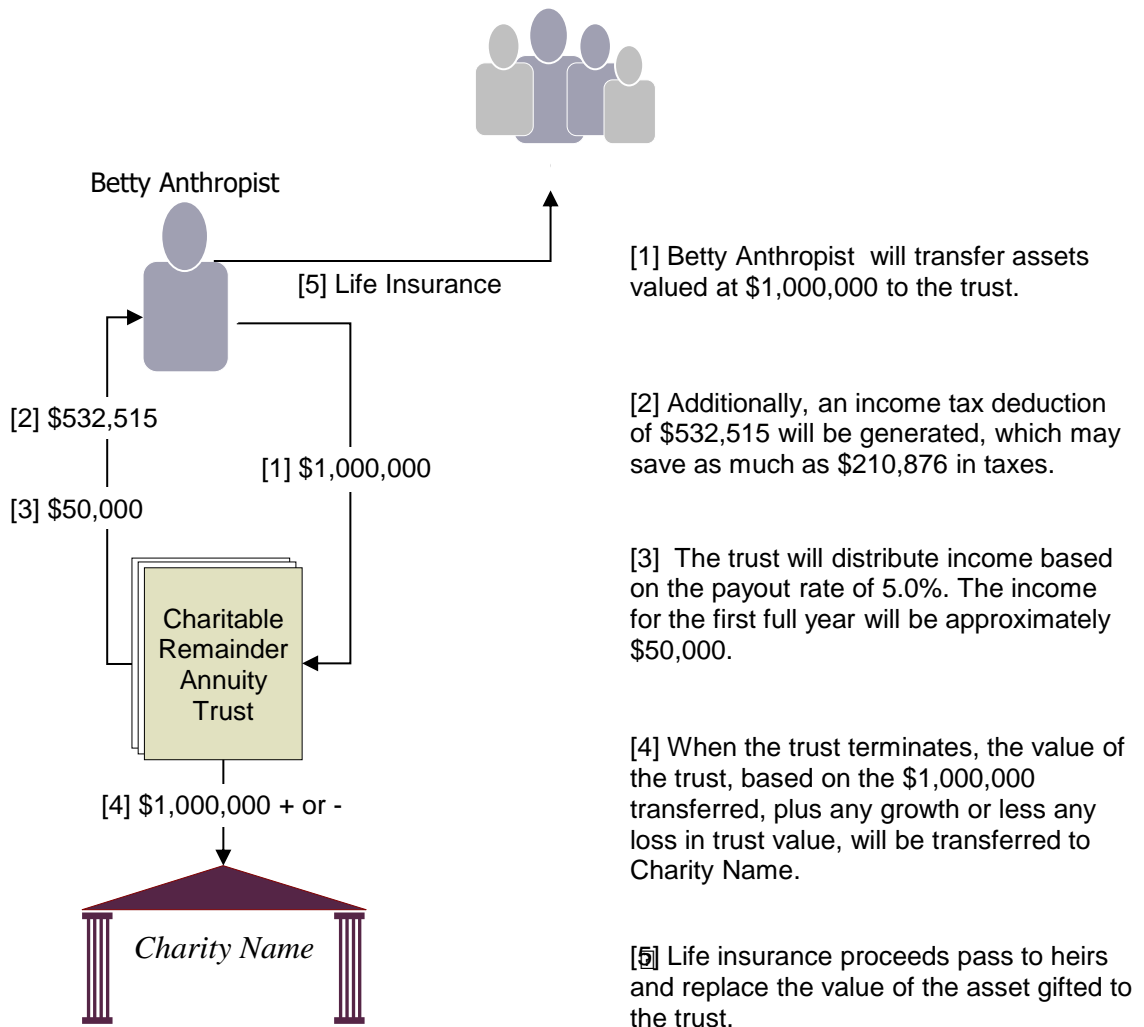 Betty Anthropist
[5] Life Insurance
[2] $532,515
[1] $1,000,000
[3] $50,000
Charitable
Remainder
Annuity
Trust
[4] $1,000,000 + or -
Charity Name
[1] Betty Anthropist  will transfer assets
valued at $1,000,000 to the trust.
[2] Additionally, an income tax deduction
of $532,515 will be generated, which may
save as much as $210,876 in taxes.
[3]  The trust will distribute income based
on the payout rate of 5.0%. The income
for the first full year will be approximately
$50,000.
[4] When the trust terminates, the value of
the trust, based on the $1,000,000
transferred, plus any growth or less any
loss in trust value, will be transferred to
Charity Name.
[5] Life insurance proceeds pass to heirs
and replace the value of the asset gifted to
the trust.